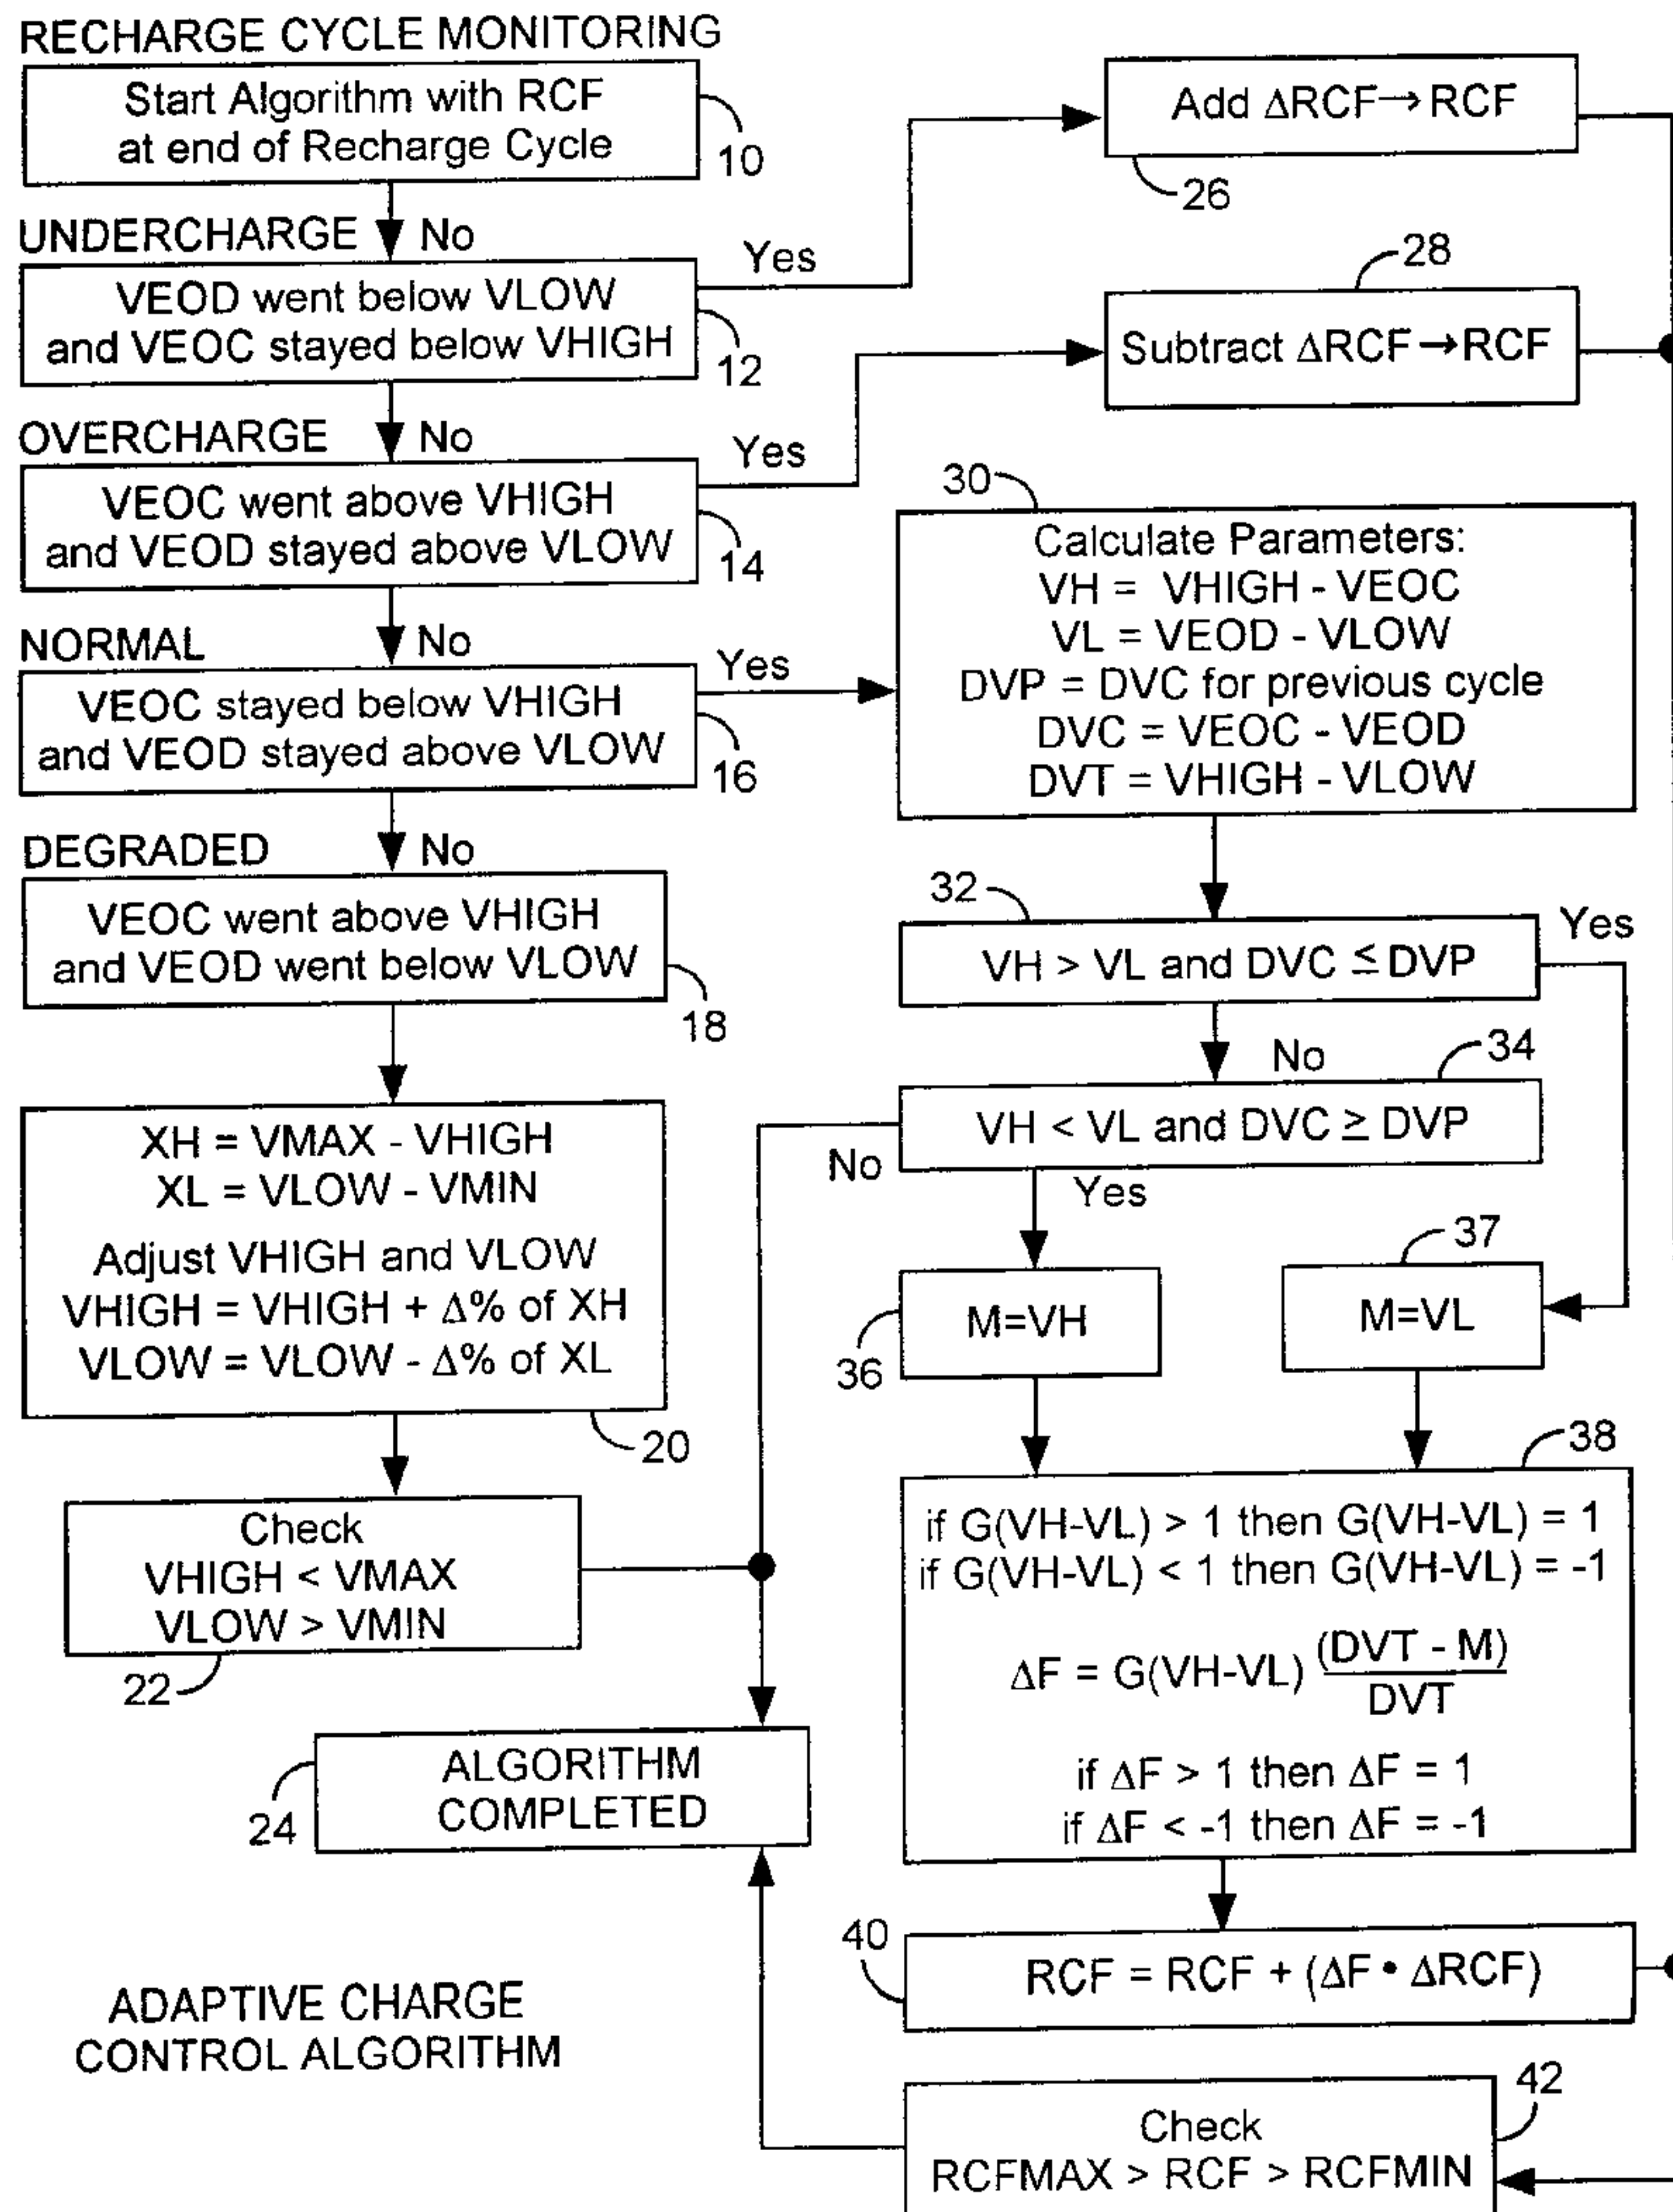 RECHARGE CYCLE MONITORING
Start Algorithm with RCF
at end of Recharge Cycle
10
UNDERCHARGE
No
VEOD went below VLOW
and VEOC stayed below VHIGH
Yes
12
OVERCHARGE
No
VEOC went above VHIGH
and VEOD stayed above VLOW
Yes
14
NORMAL
No
VEOC stayed below VHIGH
and VEOD stayed above VLOW
Yes
16
DEGRADED
No
VEOC went above VHIGH
and VEOD went below VLOW
18
XH = VMAX - VHIGH
XL = VLOW - VMIN
Adjust VHIGH and VLOW
VHIGH = VHIGH + Δ% of XH
VLOW = VLOW - Δ% of XL
20
Check
VHIGH < VMAX
VLOW > VMIN
22
ALGORITHM
COMPLETED
24
Add ΔRCF→RCF
26
28
Subtract ΔRCF→RCF
30
Calculate Parameters:
VH = VHIGH - VEOC
VL = VEOD - VLOW
DVP = DVC for previous cycle
DVC = VEOC - VEOD
DVT = VHIGH - VLOW
32
Yes
VH > VL and DVC ≤ DVP
No
34
VH < VL and DVC ≥ DVP
No
Yes
36
M=VH
37
M=VL
38
if G(VH-VL) > 1 then G(VH-VL) = 1
if G(VH-VL) < 1 then G(VH-VL) = -1
ΔF = G(VH-VL) (DVT - M)
DVT
if ΔF > 1 then ΔF = 1
if ΔF < -1 then ΔF = -1
40
RCF = RCF + (ΔF • ΔRCF)
42
Check
RCFMAX > RCF > RCFMIN
ADAPTIVE CHARGE
CONTROL ALGORITHM